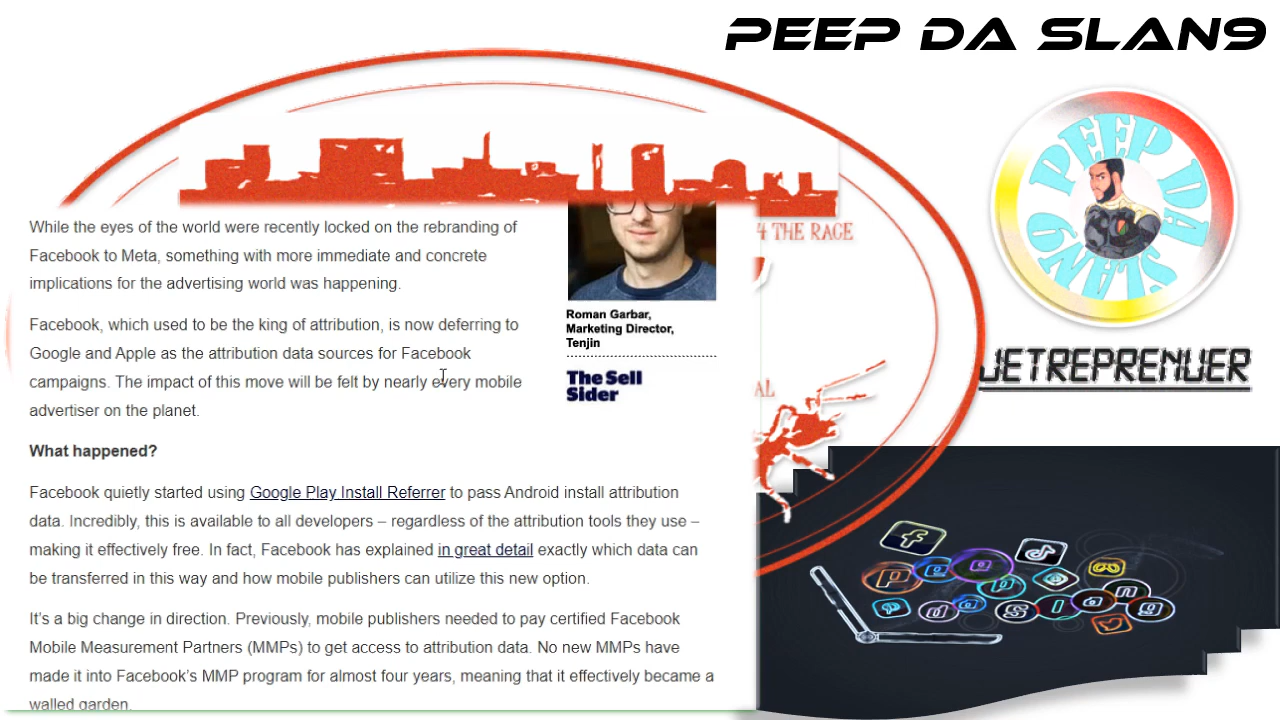 PEEP DA SLAN9
PEEP DA SLAN9
4 THE RAGE
While the eyes of the world were recently locked on the rebranding of
Facebook to Meta, something with more immediate and concrete
implications for the advertising world was happening.
Facebook, which used to be the king of attribution, is now deferring to
Google and Apple as the attribution data sources for Facebook
campaigns. The impact of this move will be felt by nearly every mobile
advertiser on the planet.
Roman Garbar,
Marketing Director,
Tenjin
The Sell
Sider
AL
JETREPRENUER
What happened?
Facebook quietly started using Google Play Install Referrer to pass Android install attribution
data. Incredibly, this is available to all developers – regardless of the attribution tools they use –
making it effectively free. In fact, Facebook has explained in great detail exactly which data can
be transferred in this way and how mobile publishers can utilize this new option.
It’s a big change in direction. Previously, mobile publishers needed to pay certified Facebook
Mobile Measurement Partners (MMPs) to get access to attribution data. No new MMPs have
made it into Facebook’s MMP program for almost four years, meaning that it effectively became a
walled garden.
P e e p
d a S l a n g